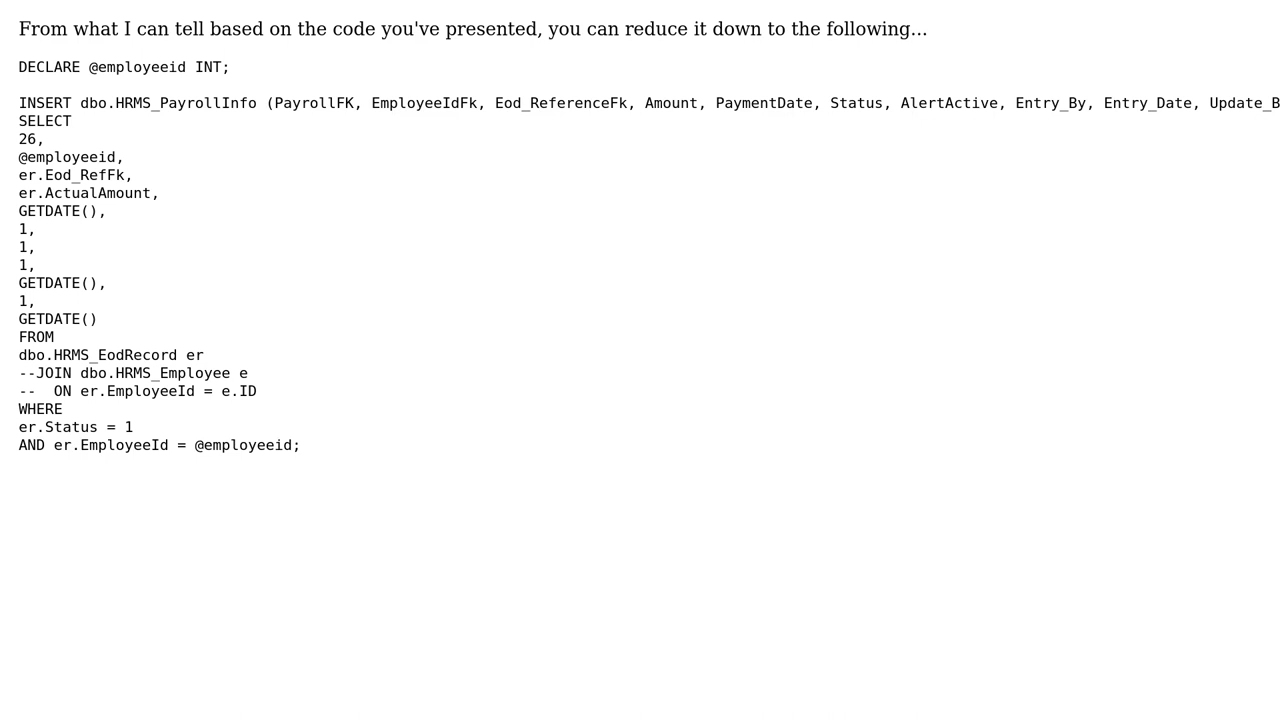 From what I can tell based on the code you've presented, you can reduce it down to the following...
DECLARE @employeeid INT;
INSERT dbo.HRMS_PayrollInfo (PayrollFK, EmployeeIdFk, Eod_ReferenceFk, Amount, PaymentDate, Status, AlertActive, Entry_By, Entry_Date, Update_B
SELECT
26,
@employeeid,
er.Eod_RefFk,
er.ActualAmount,
GETDATE(),
1,
1,
1,
GETDATE(),
1,
GETDATE()
FROM
dbo.HRMS_EodRecord er
--JOIN dbo.HRMS_Employee e
--  ON er.EmployeeId = e.ID
WHERE
er.Status = 1
AND er.EmployeeId = @employeeid;